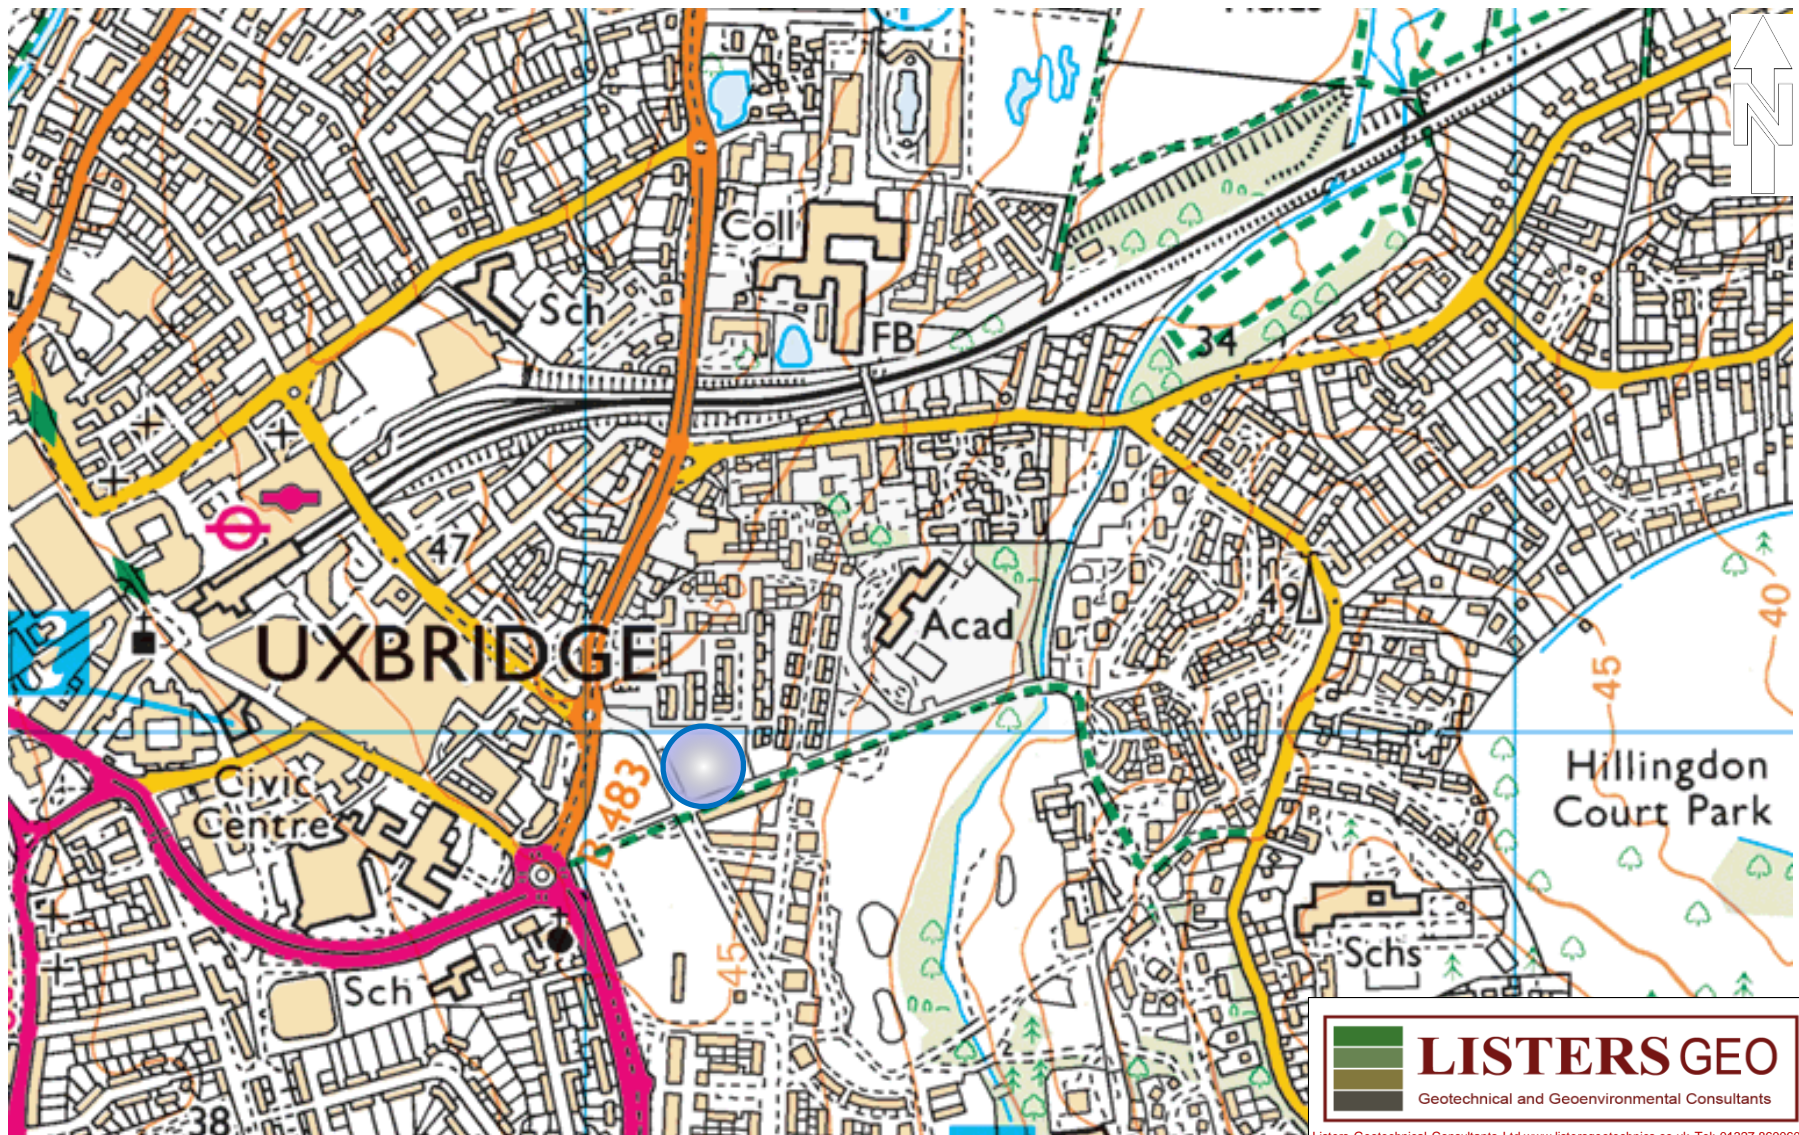 N
Coll
Sch
FB
34
47
UXBRIDGE
Acad
49
40
45
Civic
Centre
B 483
Hillingdon
Court Park
Schs
45
Sch
38
LISTERS GEO
Geotechnical and Geoenvironmental Consultants